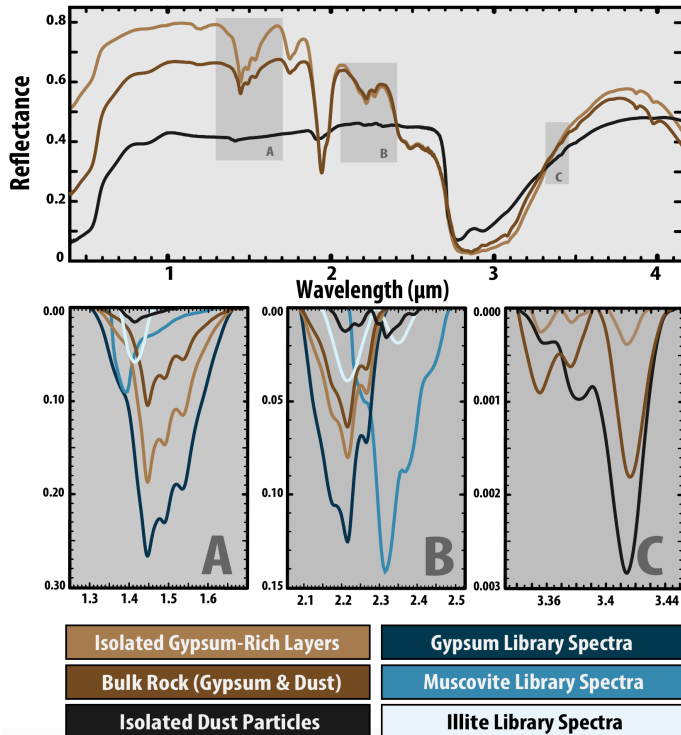 0.8
0.6
0.4
0.2
0
Reflectance
A
B
C
1
2
3
4
Wavelength (μm)
0.00
0.10
0.20
0.30
1.3
1.4
1.5
1.6
A
0.00
0.05
0.10
0.15
2.1
2.2
2.3
2.4
2.5
B
0.000
0.001
0.002
0.003
3.36
3.4
3.44
C
Isolated Gypsum-Rich Layers
Gypsum Library Spectra
Bulk Rock (Gypsum & Dust)
Muscovite Library Spectra
Isolated Dust Particles
Illite Library Spectra